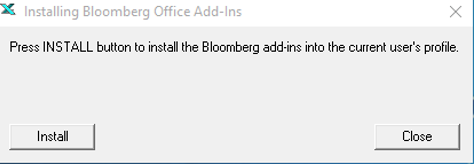 Installing Bloomberg Office Add-Ins
Press INSTALL button to install the Bloomberg add-ins into the current user's profile.
Install
Close